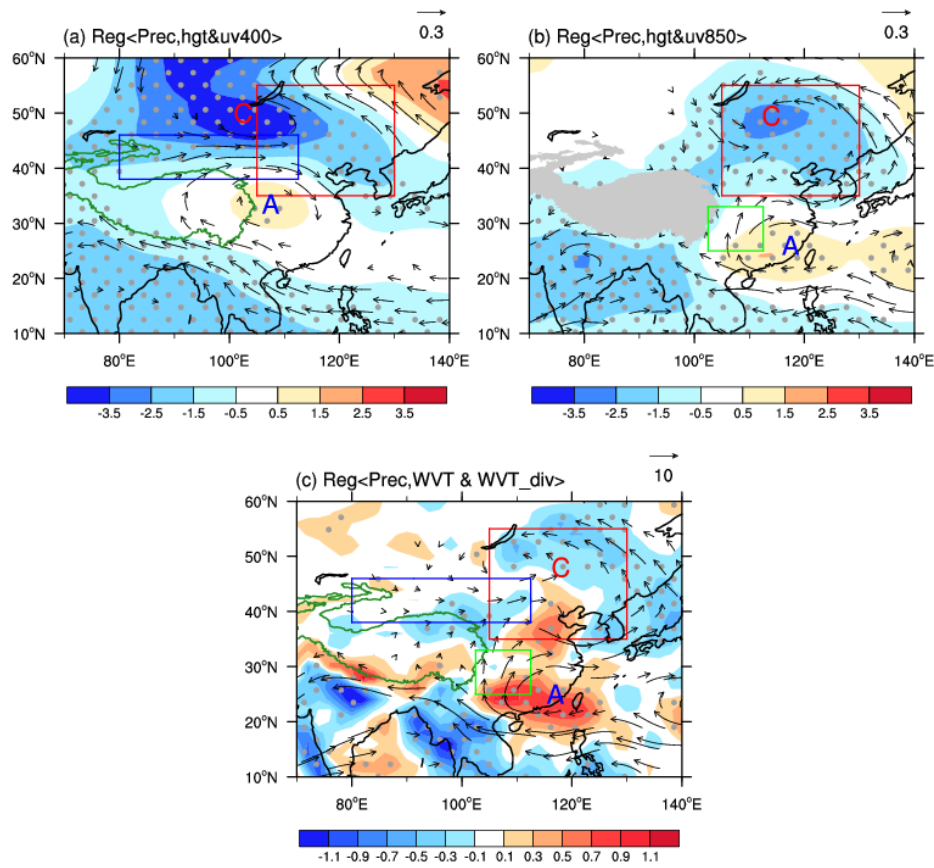 (a) Reg<Prec,hgt&uv400>
0.3
60°N
50°N
40°N
30°N
20°N
10°N
C
A
80°E 100°E 120°E 140°E
-3.5 -2.5 -1.5 -0.5 0.5 1.5 2.5 3.5
(b) Reg<Prec,hgt&uv850>
0.3
60°N
50°N
40°N
30°N
20°N
10°N
C
A
80°E 100°E 120°E 140°E
-3.5 -2.5 -1.5 -0.5 0.5 1.5 2.5 3.5
(c) Reg<Prec,WVT & WVT_div>
10
60°N
50°N
40°N
30°N
20°N
10°N
C
A
80°E 100°E 120°E 140°E
-1.1 -0.9 -0.7 -0.5 -0.3 -0.1 0.1 0.3 0.5 0.7 0.9 1.1